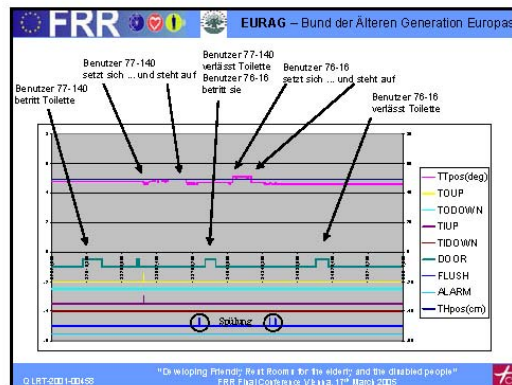 FRR
EURAG – Bund der Älteren Generation Europas
Benutzer 77-140
betritt Toilette
Benutzer 77-140
setzt sich ... und steht auf
Benutzer 77-140
verlässt Toilette
Benutzer 76-16
betritt sie
Benutzer 76-16
setzt sich ... und steht auf
Benutzer 76-16
verlässt Toilette
TTpos(deg)
TOUP
TODOWN
TIUP
TIDOWN
DOOR
FLUSH
ALARM
THpos(cm)
Spülung
QLRT-2001-00458
"Developing Friendly Rest Rooms for the elderly and the disabled people"
FRR Final Conference Vienna, 17th March 2005